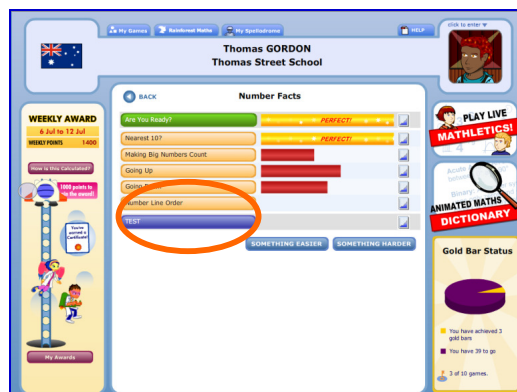 My Games
Rainforest Maths
My Spelladrome
HELP
click to enter
Thomas GORDON
Thomas Street School
BACK
Number Facts
Are You Ready?
PERFECT!
Nearest 10?
PERFECT!
Making Big Numbers Count
Going Up
Going
Number Line Order
TEST
SOMETHING EASIER
SOMETHING HARDER
WEEKLY AWARD
6 Jul to 12 Jul
WEEKLY POINTS 1400
How is this Calculated?
1000 points to
the award!
You've
earned a
Certificate!
My Awards
PLAY LIVE
MATHLETICS!
Acute
Binary:
ANIMATED MATHS
DICTIONARY
Gold Bar Status
You have achieved 3
gold bars
You have 39 to go
3 of 10 games.